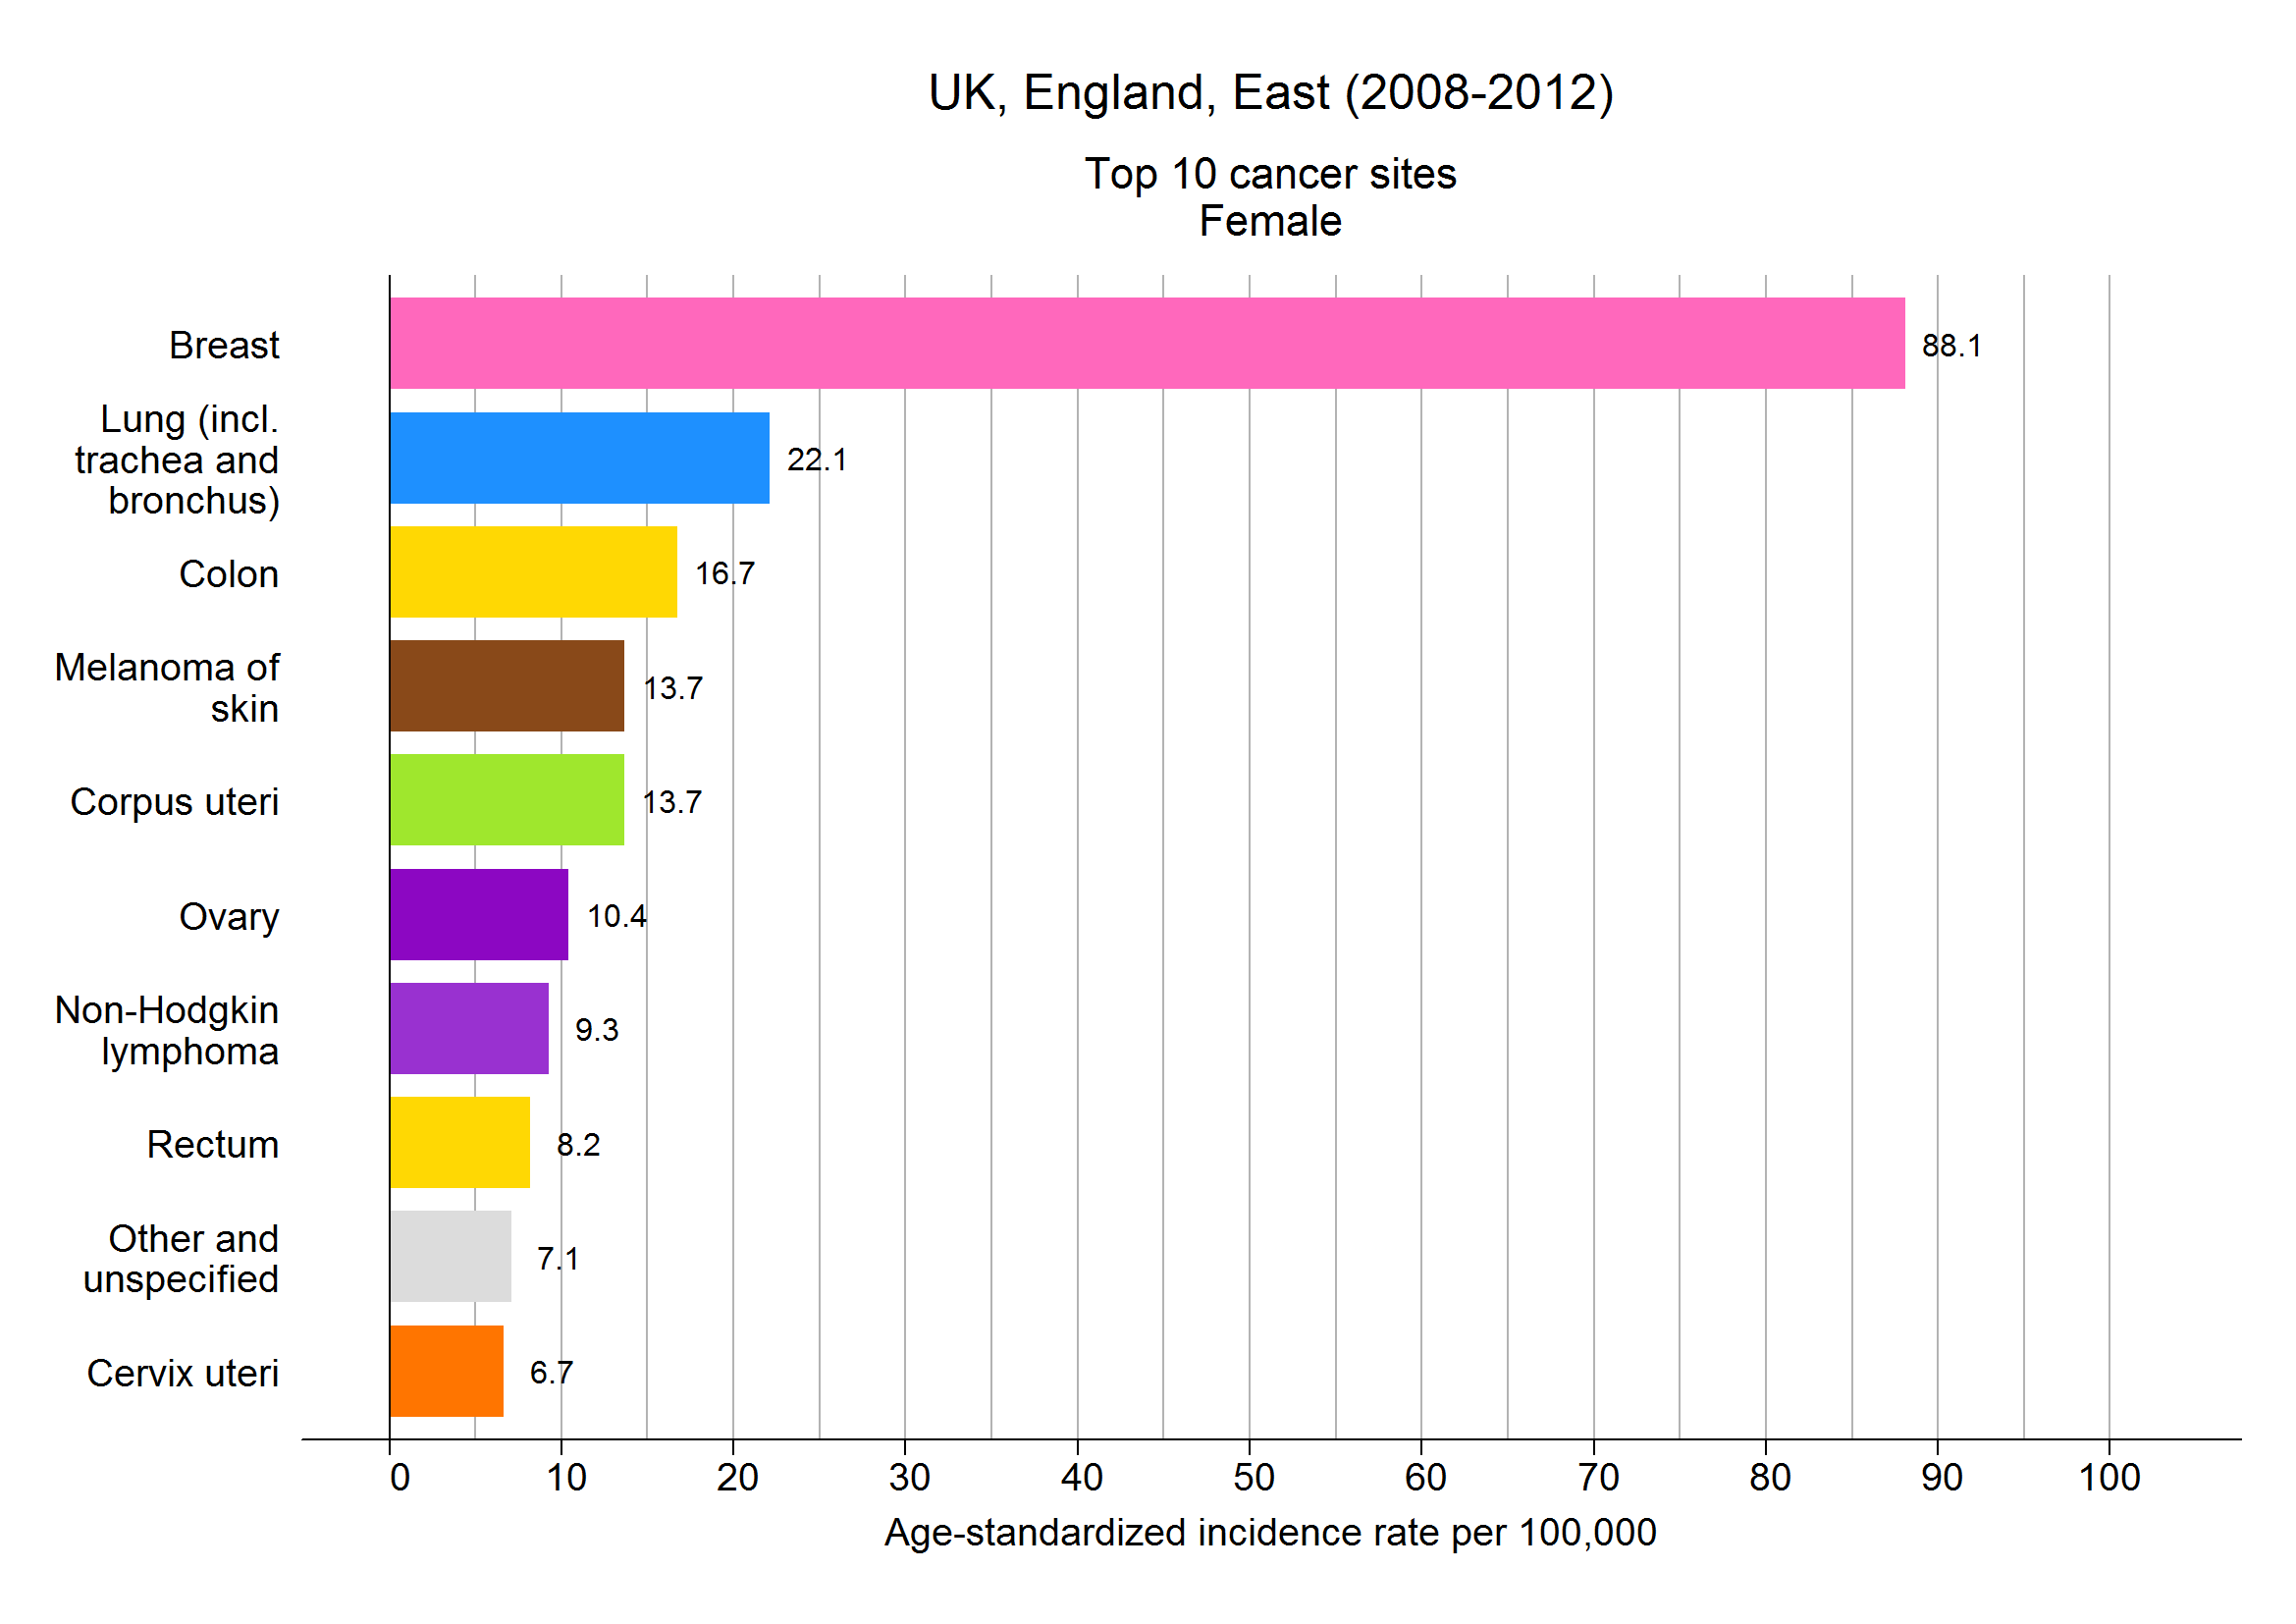 UK, England, East (2008-2012)
Top 10 cancer sites
Female
Breast
88.1
Lung (incl.
trachea and
bronchus)
22.1
Colon
16.7
Melanoma of
skin
13.7
Corpus uteri
13.7
Ovary
10.4
Non-Hodgkin
lymphoma
9.3
Rectum
8.2
Other and
unspecified
7.1
Cervix uteri
6.7
0 10 20 30 40 50 60 70 80 90 100
Age-standardized incidence rate per 100,000